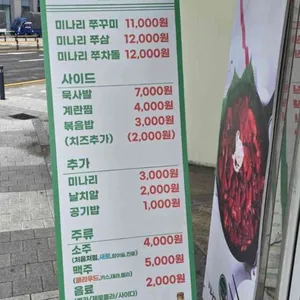 미나리 쭈꾸미 11,000원
미나리 쭈삼 12,000원
미나리 쭈차돌 12,000원
사이드
묵사발 7,000원
계란찜 4,000원
볶음밥 3,000원
(치즈추가) (2,000원)
추가
미나리 3,000원
날치알 2,000원
공기밥 1,000원
주류
소주 4,000원
맥주 5,000원
음료 2,000원